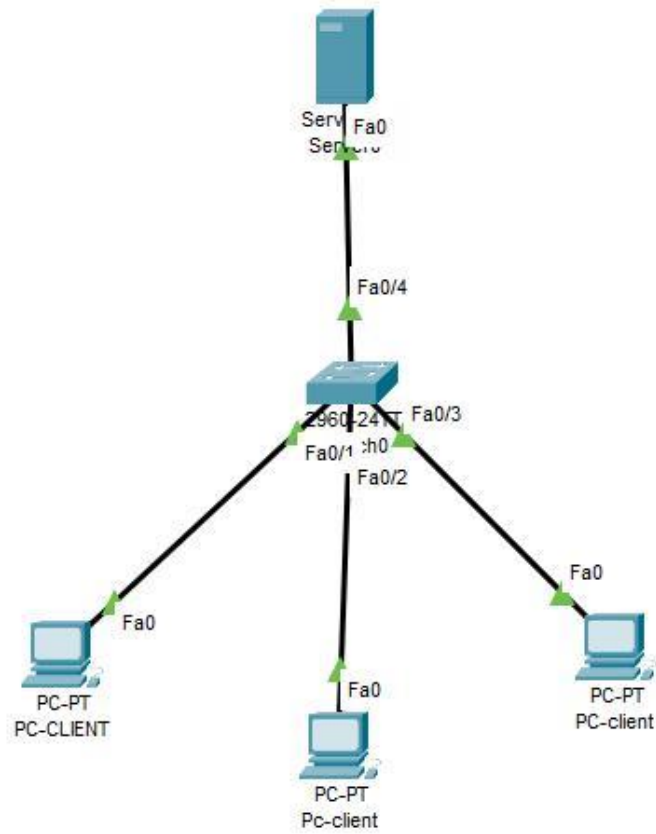 Fa0
Fa0/4
Fa0/3
Fa0/1
Fa0/2
Fa0
PC-PT
PC-CLIENT
Fa0
PC-PT
Pc-client
Fa0
PC-PT
Pc-client